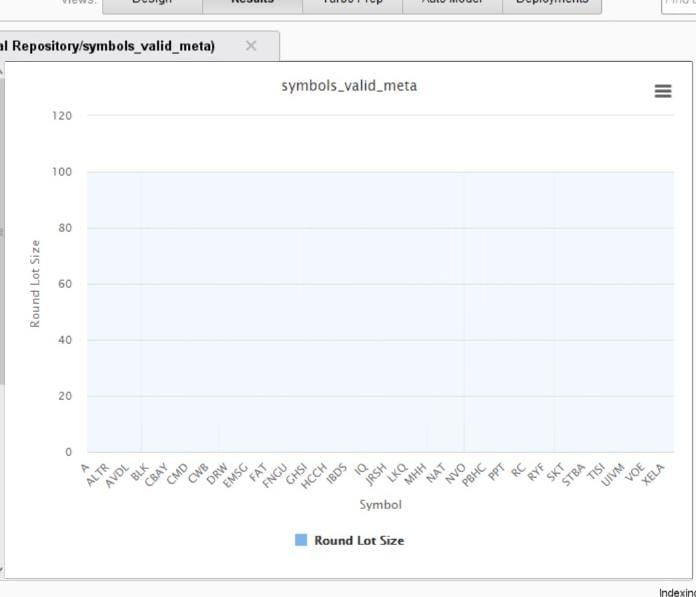 Views: Design Results Turbo Prep Auto Model Deployments Find
al Repository/symbols_valid_meta)
symbols_valid_meta
120
100
80
60
40
20
0
Round Lot Size
A ALTR AVDL BLK CBAY CMD CWB DRW EMSG FAT FNGU GHSI HCCH IBDS IQ JRSH LKQ MHH NAT NVO PBHC PPT RC RYF SKT STBA TISI UIVM VOE XELA
Symbol
Round Lot Size
Indexing